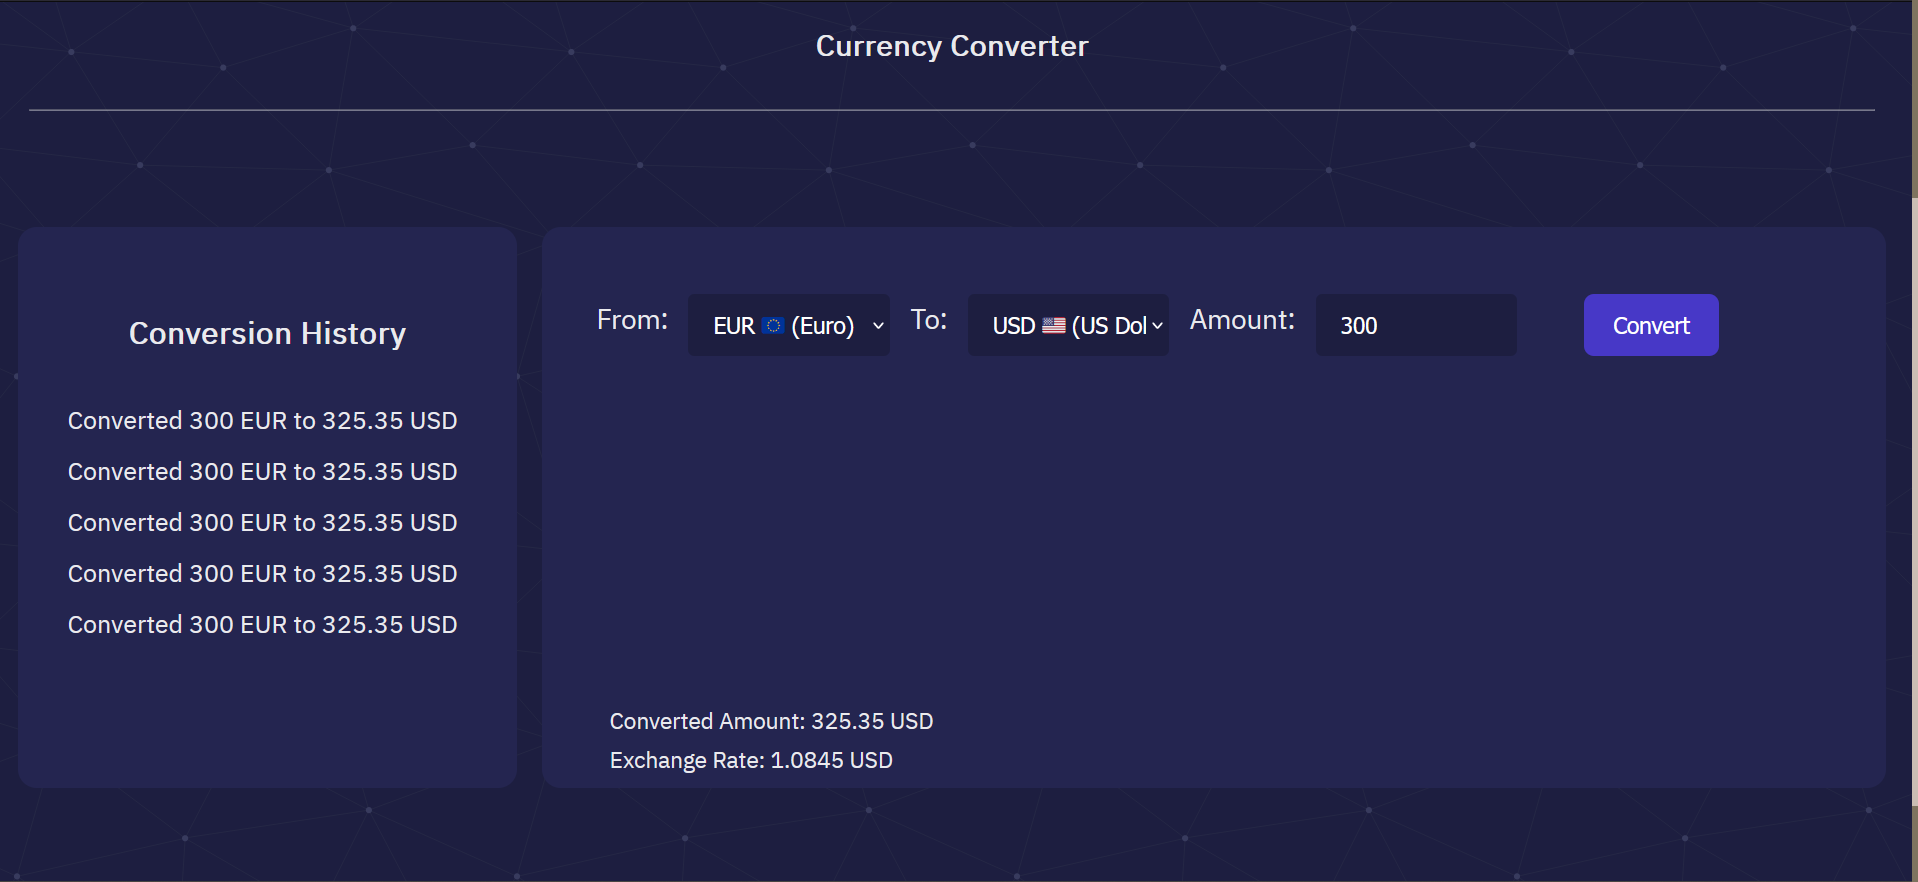 Currency Converter
Conversion History
Converted 300 EUR to 325.35 USD
Converted 300 EUR to 325.35 USD
Converted 300 EUR to 325.35 USD
Converted 300 EUR to 325.35 USD
Converted 300 EUR to 325.35 USD
From: EUR 🇪🇺 (Euro) To: USD 🇺🇸 (US Dol Amount: 300 Convert
Converted Amount: 325.35 USD
Exchange Rate: 1.0845 USD